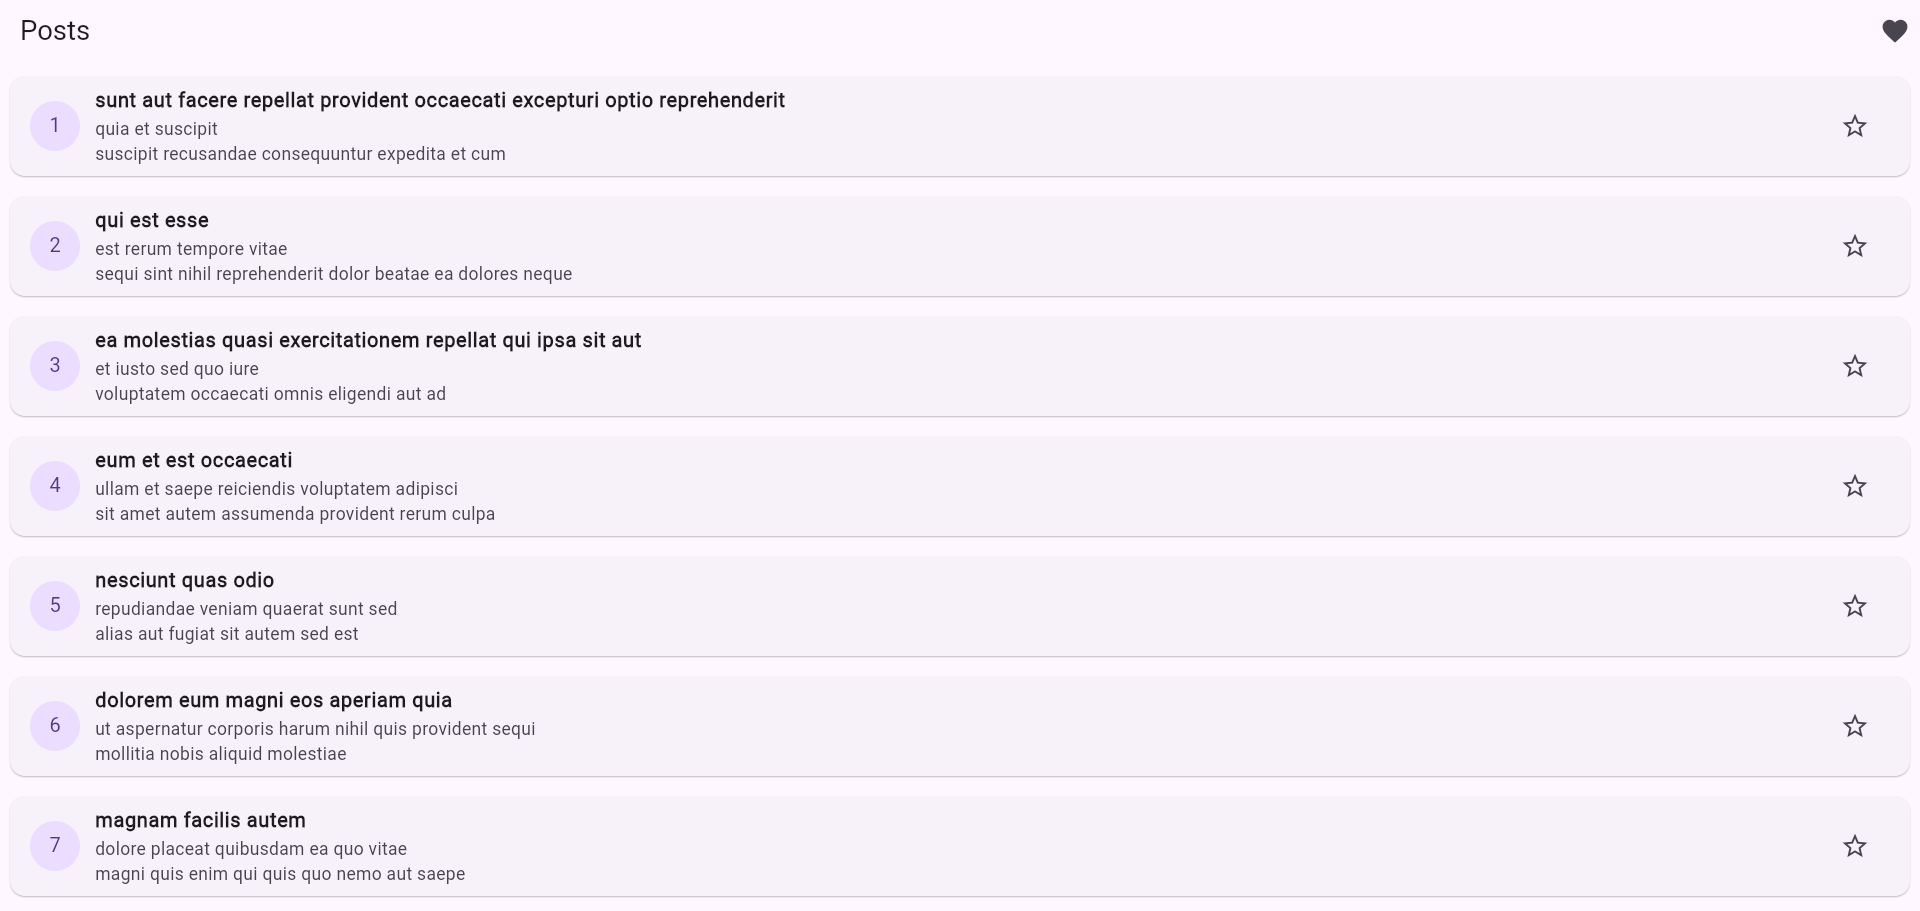 Posts
1
sunt aut facere repellat provident occaecati excepturi optio reprehenderit
quia et suscipit
suscipit recusandae consequuntur expedita et cum
2
qui est esse
est rerum tempore vitae
sequi sint nihil reprehenderit dolor beatae ea dolores neque
3
ea molestias quasi exercitationem repellat qui ipsa sit aut
et iusto sed quo iure
voluptatem occaecati omnis eligendi aut ad
4
eum et est occaecati
ullam et saepe reiciendis voluptatem adipisci
sit amet autem assumenda provident rerum culpa
5
nesciunt quas odio
repudiandae veniam quaerat sunt sed
alias aut fugiat sit autem sed est
6
dolorem eum magni eos aperiam quia
ut aspernatur corporis harum nihil quis provident sequi
mollitia nobis aliquid molestiae
7
magnam facilis autem
dolore placeat quibusdam ea quo vitae
magni quis enim qui quis quo nemo aut saepe